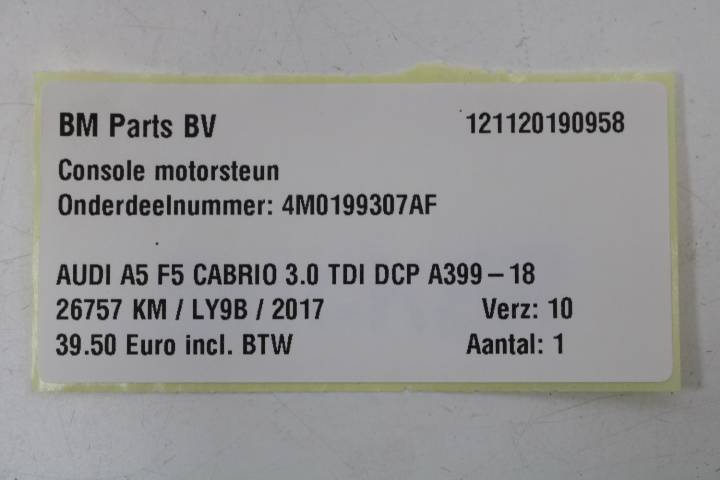 BM Parts BV 121120190958
Console motorsteun
Onderdeelnummer: 4M0199307AF
AUDI A5 F5 CABRIO 3.0 TDI DCP A399 – 18
26757 KM / LY9B / 2017 Verz: 10
39.50 Euro incl. BTW Aantal: 1